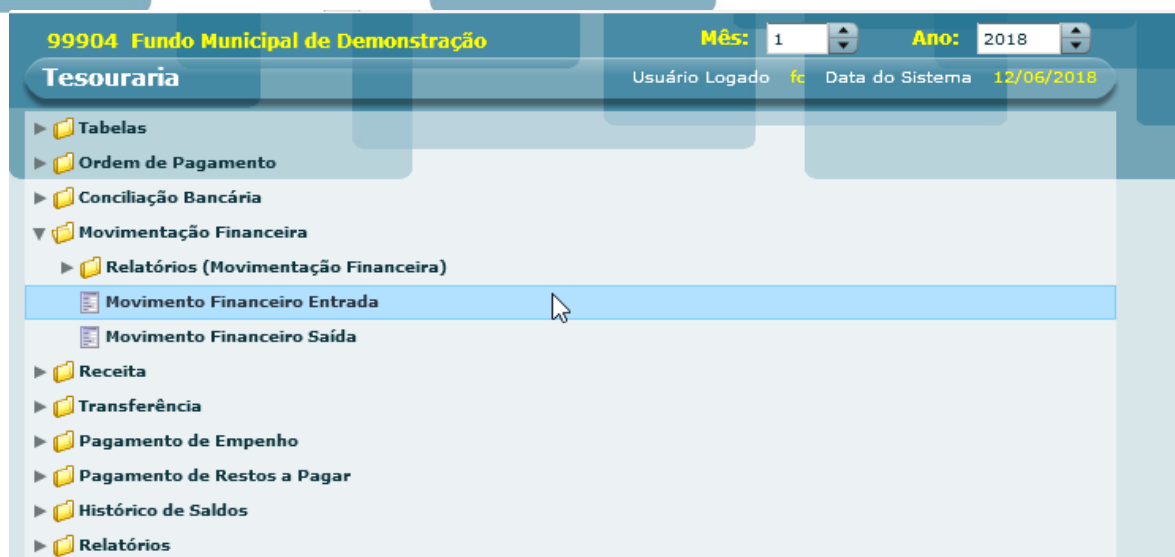 99904 Fundo Municipal de Demonstração Mês: 1 Ano: 2018
Tesouraria Usuário Logado fc Data do Sistema 12/06/2018
Tabelas
Ordem de Pagamento
Conciliação Bancária
Movimentação Financeira
Relatórios (Movimentação Financeira)
Movimento Financeiro Entrada
Movimento Financeiro Saída
Receita
Transferência
Pagamento de Empenho
Pagamento de Restos a Pagar
Histórico de Saldos
Relatórios